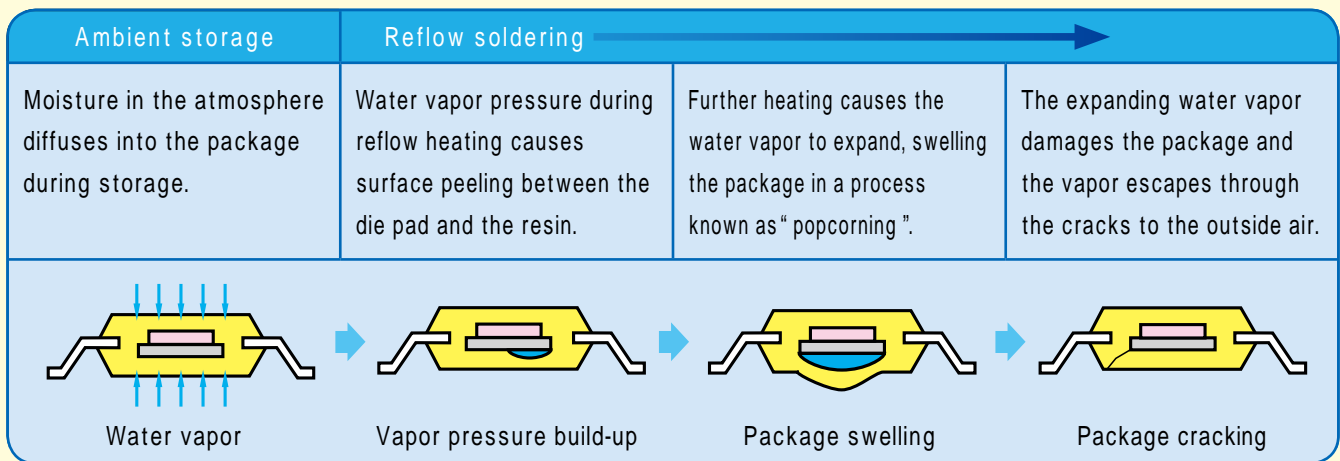 Ambient storage
Reflow soldering
Moisture in the atmosphere
diffuses into the package
during storage.
Water vapor pressure during
reflow heating causes
surface peeling between the
die pad and the resin.
Further heating causes the
water vapor to expand, swelling
the package in a process
known as “ popcorning ”.
The expanding water vapor
damages the package and
the vapor escapes through
the cracks to the outside air.
Water vapor
Vapor pressure build-up
Package swelling
Package cracking